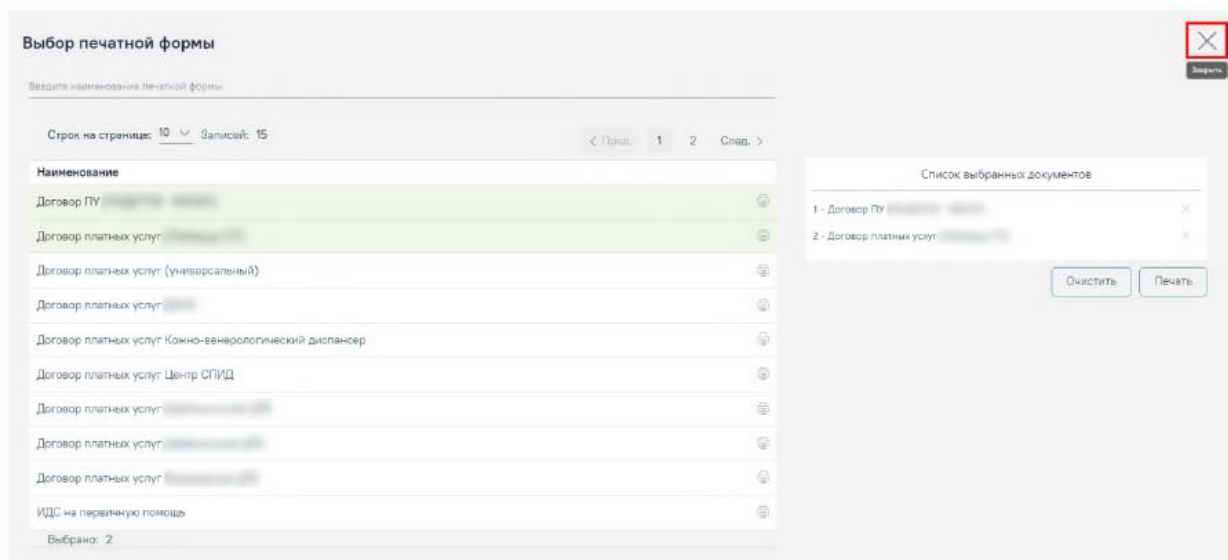 Выбор печатной формы
Закрыть
Введите наименование печатной формы
Строк на странице: 10 Записей: 15
< Пред. 1 2 След. >
Наименование
Договор ПУ
Договор платных услуг
Договор платных услуг (универсальный)
Договор платных услуг
Договор платных услуг Кожно-венерологический диспансер
Договор платных услуг Центр СПИД
Договор платных услуг
Договор платных услуг
Договор платных услуг
ИДС на первичную помощь
Выбрано: 2
Список выбранных документов
1 - Договор ПУ
2 - Договор платных услуг
Очистить Печать